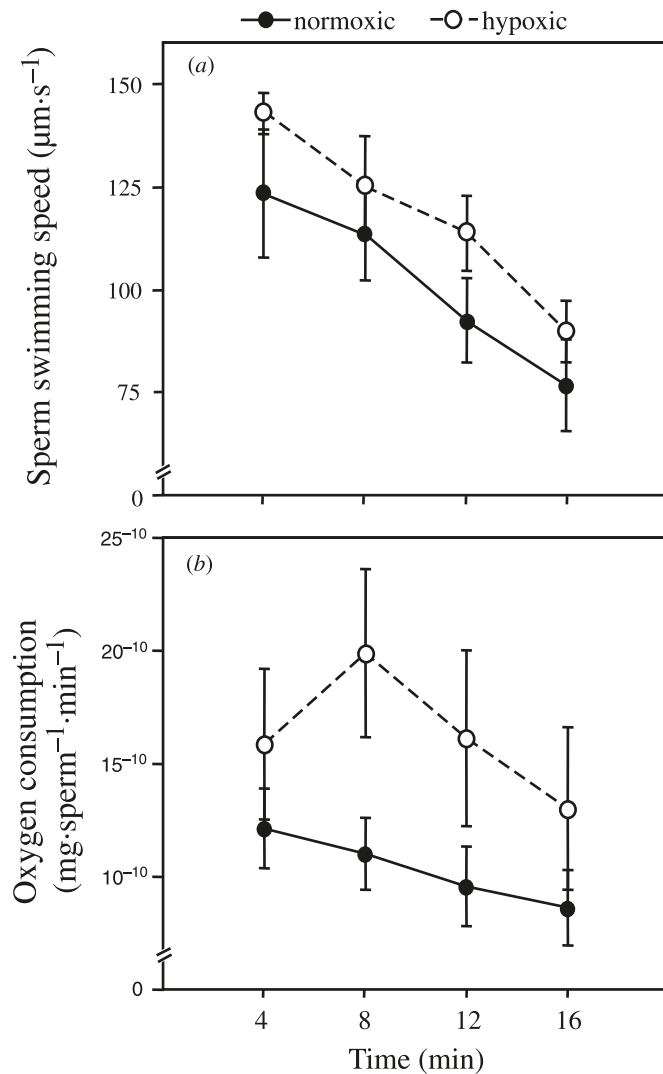 normoxic hypoxic
(a)
Sperm swimming speed (μm·s⁻¹)
150
125
100
75
0
(b)
Oxygen consumption
(mg·sperm⁻¹·min⁻¹)
25⁻¹⁰
20⁻¹⁰
15⁻¹⁰
10⁻¹⁰
0
4 8 12 16
Time (min)